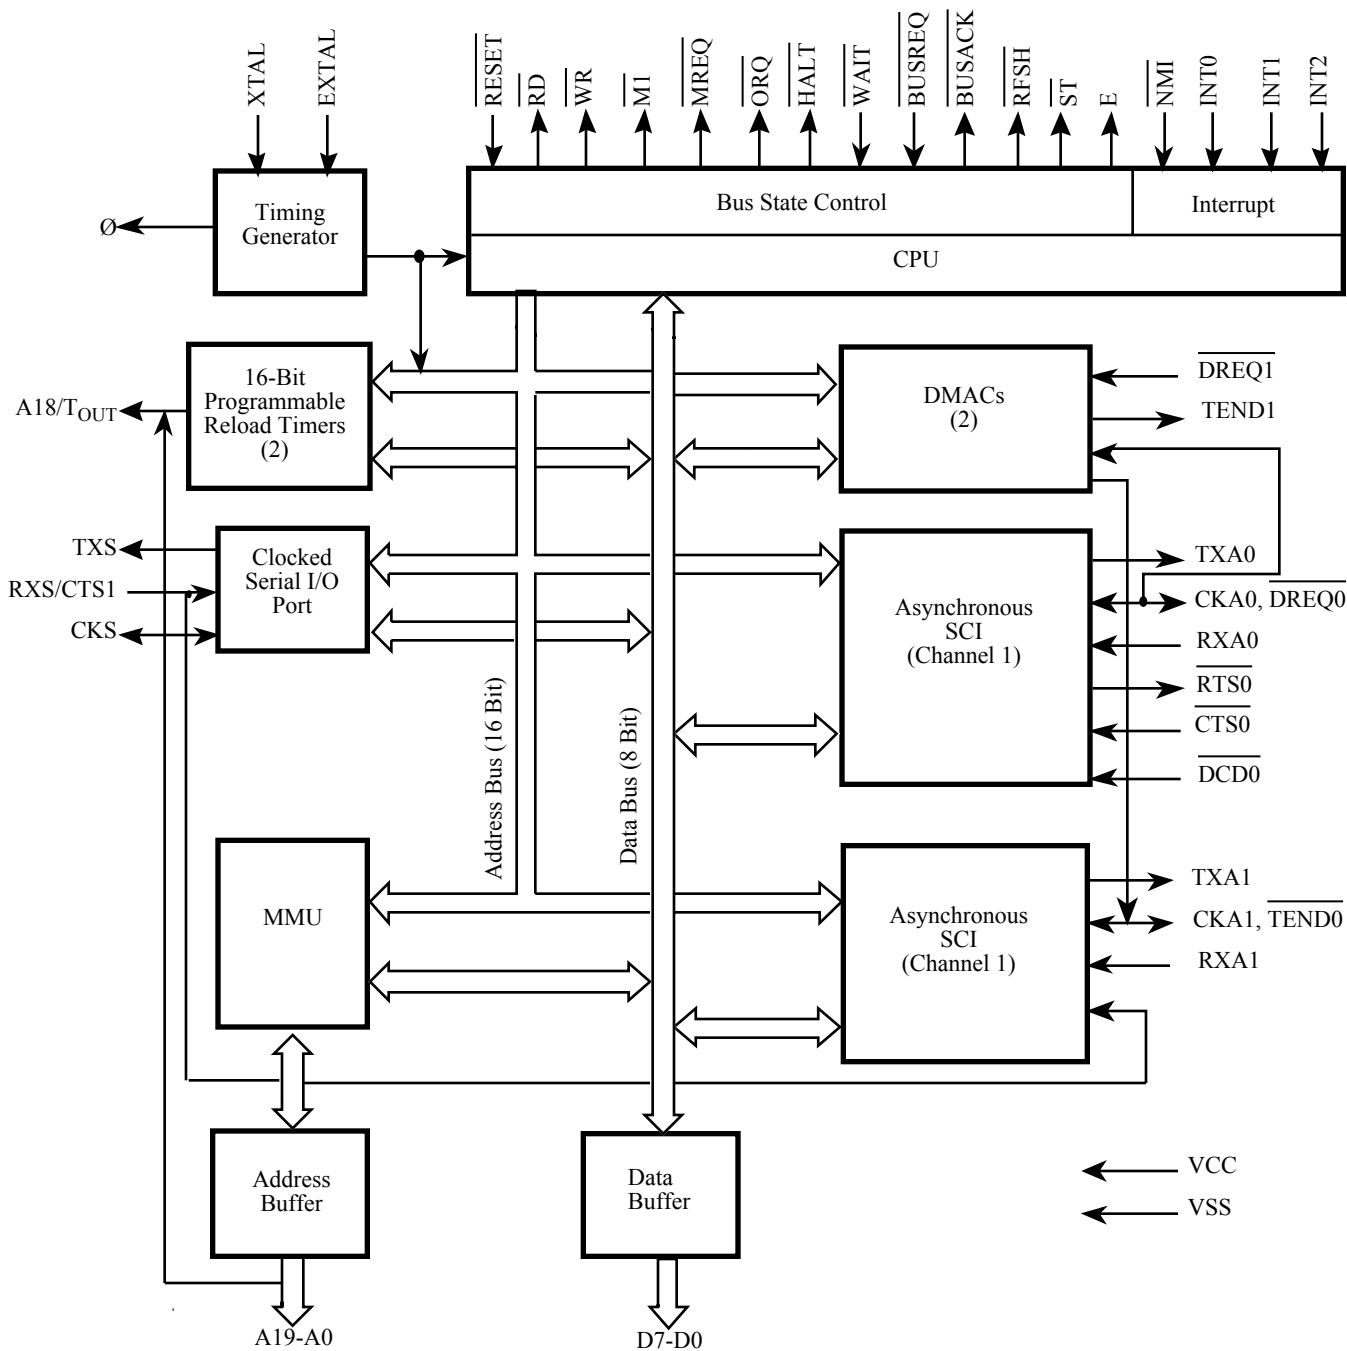 XTAL
EXTAL
RESET
RD
WR
M1
MREQ
ORQ
HALT
WAIT
BUSREQ
BUSACK
RFSH
ST
E
NMI
INT0
INT1
INT2
Ø
Timing
Generator
Bus State Control
Interrupt
CPU
A18/TOUT
16-Bit
Programmable
Reload Timers
(2)
DMACs
(2)
DREQ1
TEND1
TXS
RXS/CTS1
CKS
Clocked
Serial I/O
Port
Asynchronous
SCI
(Channel 1)
TXA0
CKA0, DREQ0
RXA0
RTS0
CTS0
DCD0
Address Bus (16 Bit)
Data Bus (8 Bit)
MMU
Asynchronous
SCI
(Channel 1)
TXA1
CKA1, TEND0
RXA1
Address
Buffer
Data
Buffer
VCC
VSS
A19-A0
D7-D0